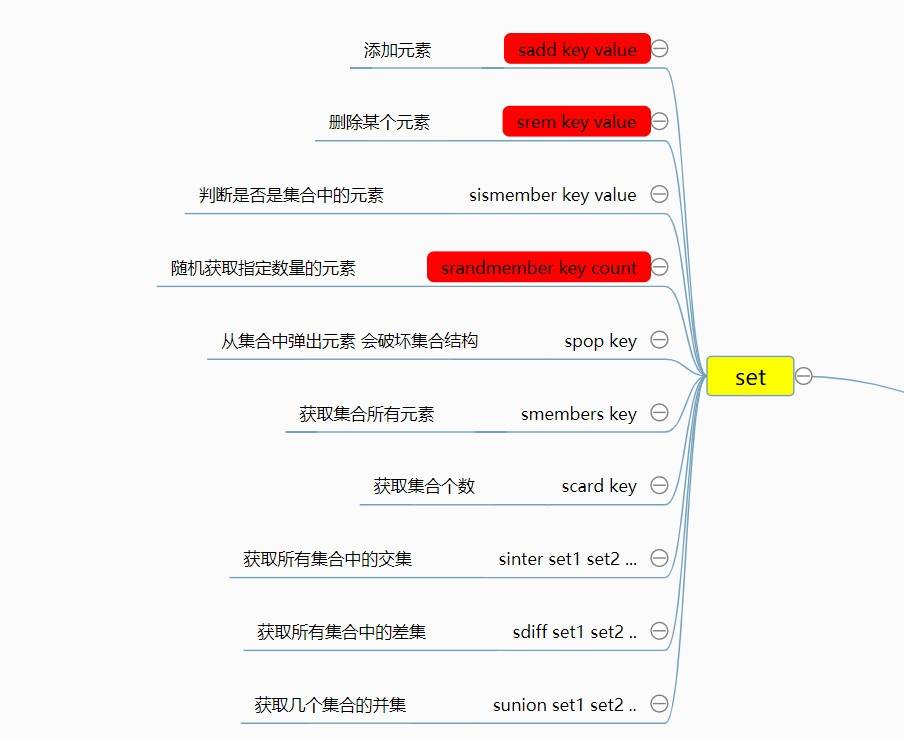 添加元素 sadd key value
删除某个元素 srem key value
判断是否是集合中的元素 sismember key value
随机获取指定数量的元素 srandmember key count
从集合中弹出元素 会破坏集合结构 spop key
set
获取集合所有元素 smembers key
获取集合个数 scard key
获取所有集合中的交集 sinter set1 set2 ...
获取所有集合中的差集 sdiff set1 set2 ..
获取几个集合的并集 sunion set1 set2 ..